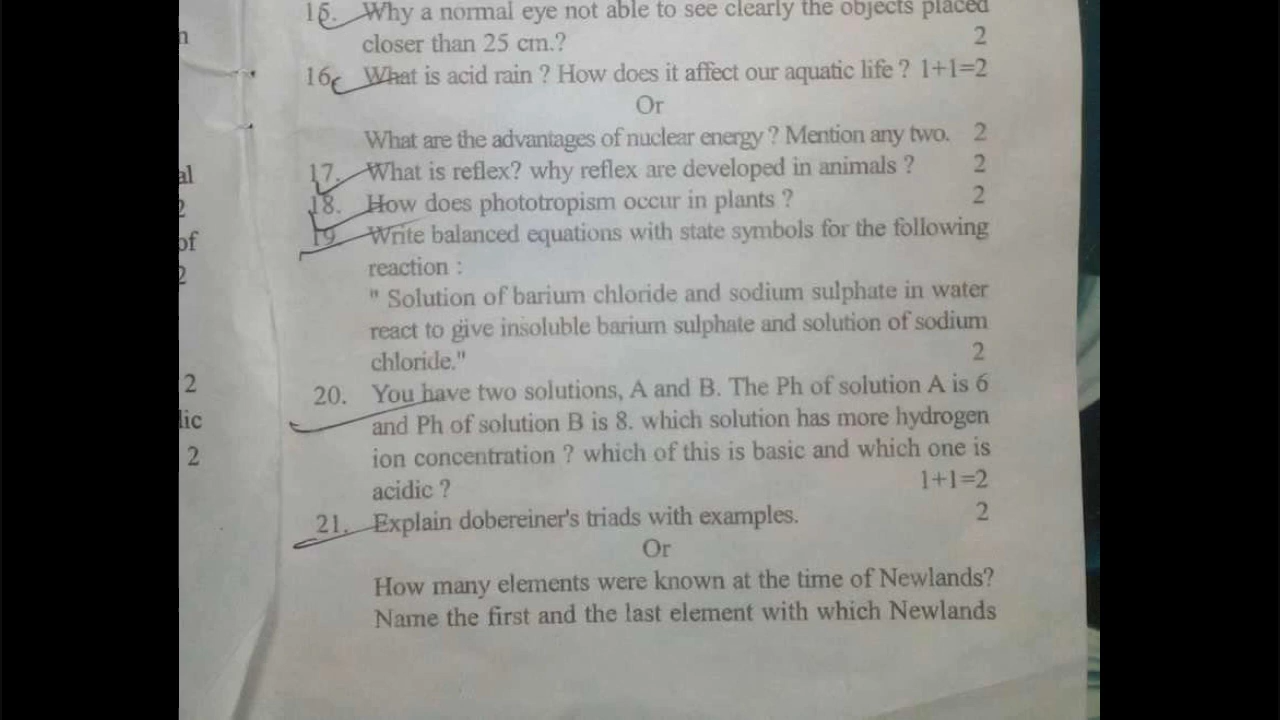 n
al
2
of
2
2
lic
2
15. Why a normal eye not able to see clearly the objects placed
closer than 25 cm.? 2
16. What is acid rain ? How does it affect our aquatic life ? 1+1=2
Or
What are the advantages of nuclear energy ? Mention any two. 2
17. What is reflex? why reflex are developed in animals ? 2
18. How does phototropism occur in plants ? 2
19 Write balanced equations with state symbols for the following
reaction :
" Solution of barium chloride and sodium sulphate in water
react to give insoluble barium sulphate and solution of sodium
chloride." 2
20. You have two solutions, A and B. The Ph of solution A is 6
and Ph of solution B is 8. which solution has more hydrogen
ion concentration ? which of this is basic and which one is
acidic ? 1+1=2
21. Explain dobereiner's triads with examples. 2
Or
How many elements were known at the time of Newlands?
Name the first and the last element with which Newlands